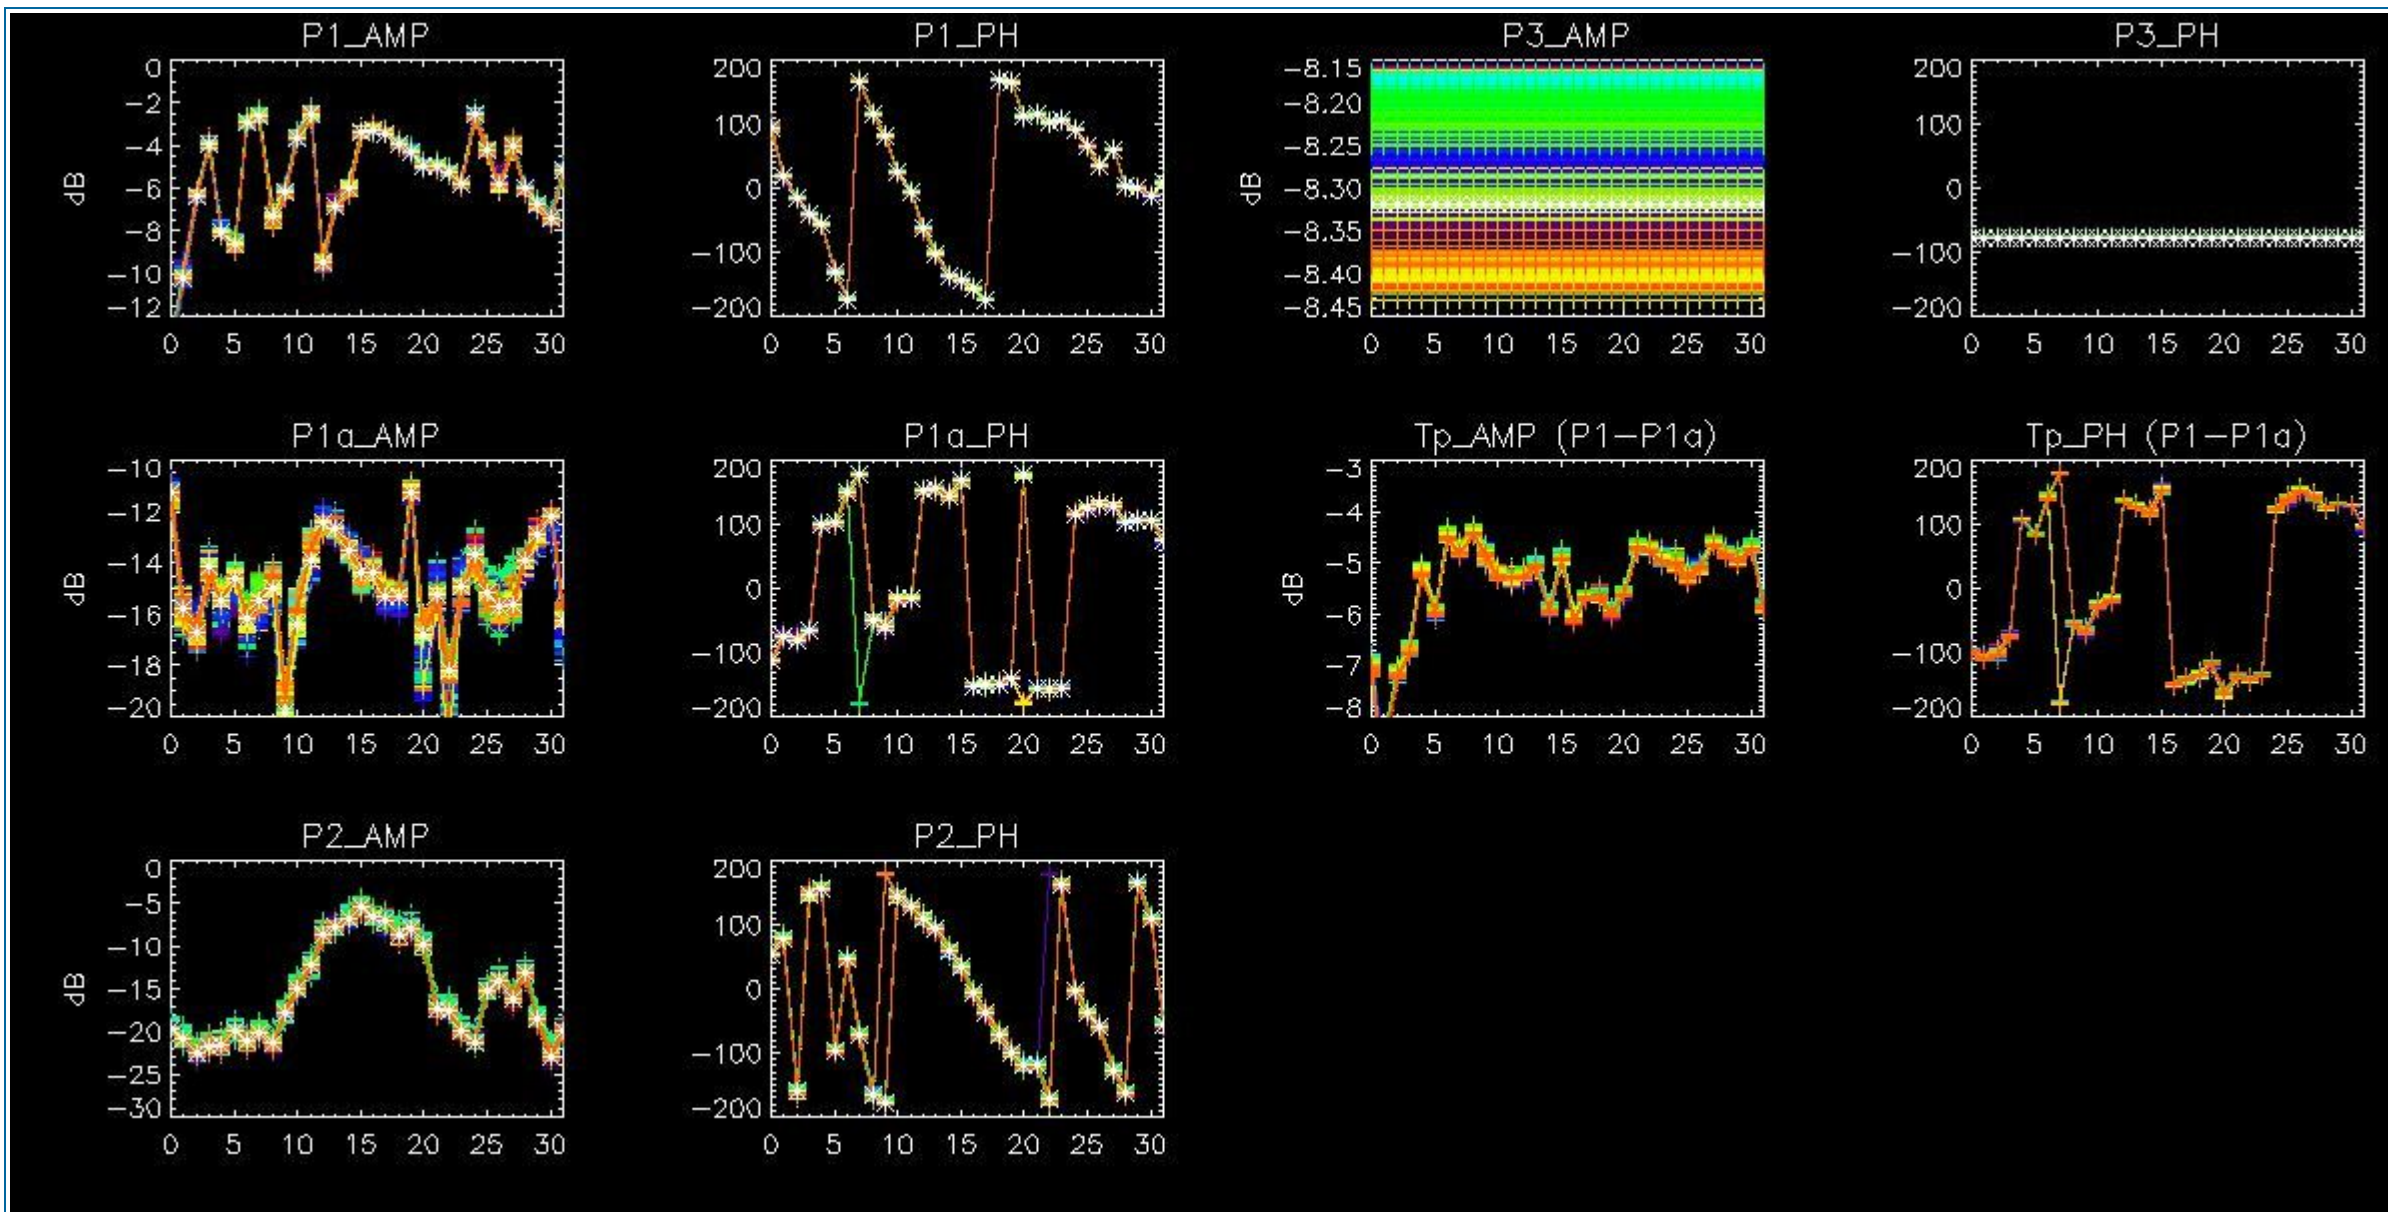 P1_AMP
dB
0
−2
−4
−6
−8
−10
−12
0 5 10 15 20 25 30
P1_PH
200
100
0
−100
−200
0 5 10 15 20 25 30
P3_AMP
dB
−8.15
−8.20
−8.25
−8.30
−8.35
−8.40
−8.45
0 5 10 15 20 25 30
P3_PH
200
100
0
−100
−200
0 5 10 15 20 25 30
P1a_AMP
dB
−10
−12
−14
−16
−18
−20
0 5 10 15 20 25 30
P1a_PH
200
100
0
−100
−200
0 5 10 15 20 25 30
Tp_AMP (P1−P1a)
dB
−3
−4
−5
−6
−7
−8
0 5 10 15 20 25 30
Tp_PH (P1−P1a)
200
100
0
−100
−200
0 5 10 15 20 25 30
P2_AMP
dB
0
−5
−10
−15
−20
−25
−30
0 5 10 15 20 25 30
P2_PH
200
100
0
−100
−200
0 5 10 15 20 25 30